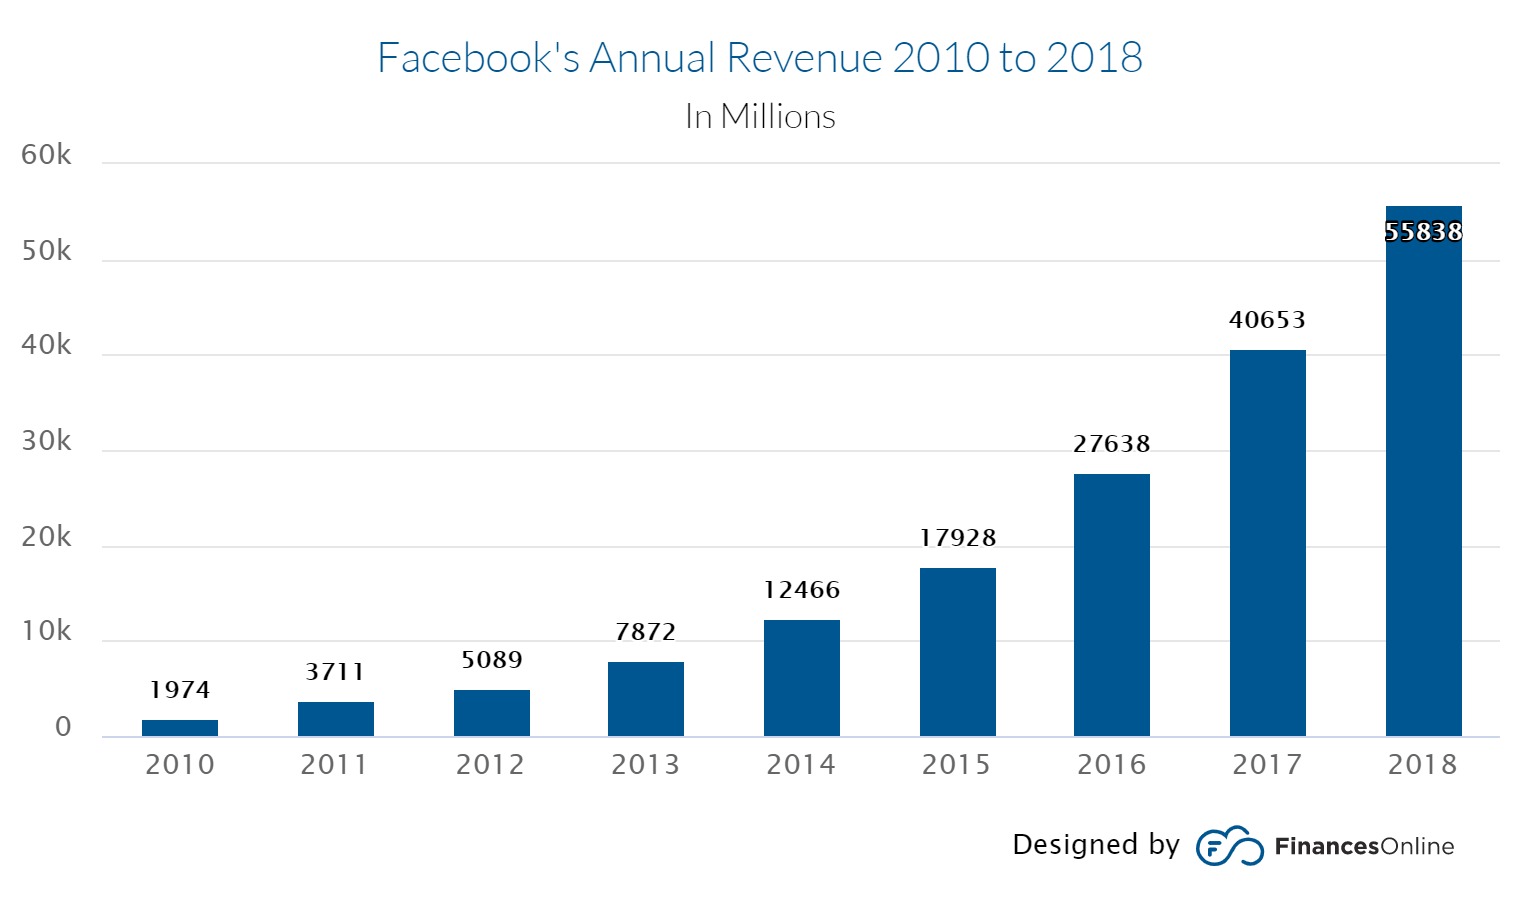 Facebook's Annual Revenue 2010 to 2018
In Millions
60k
50k
40k
30k
20k
10k
0
1974
3711
5089
7872
12466
17928
27638
40653
55838
2010 2011 2012 2013 2014 2015 2016 2017 2018
Designed by FinancesOnline